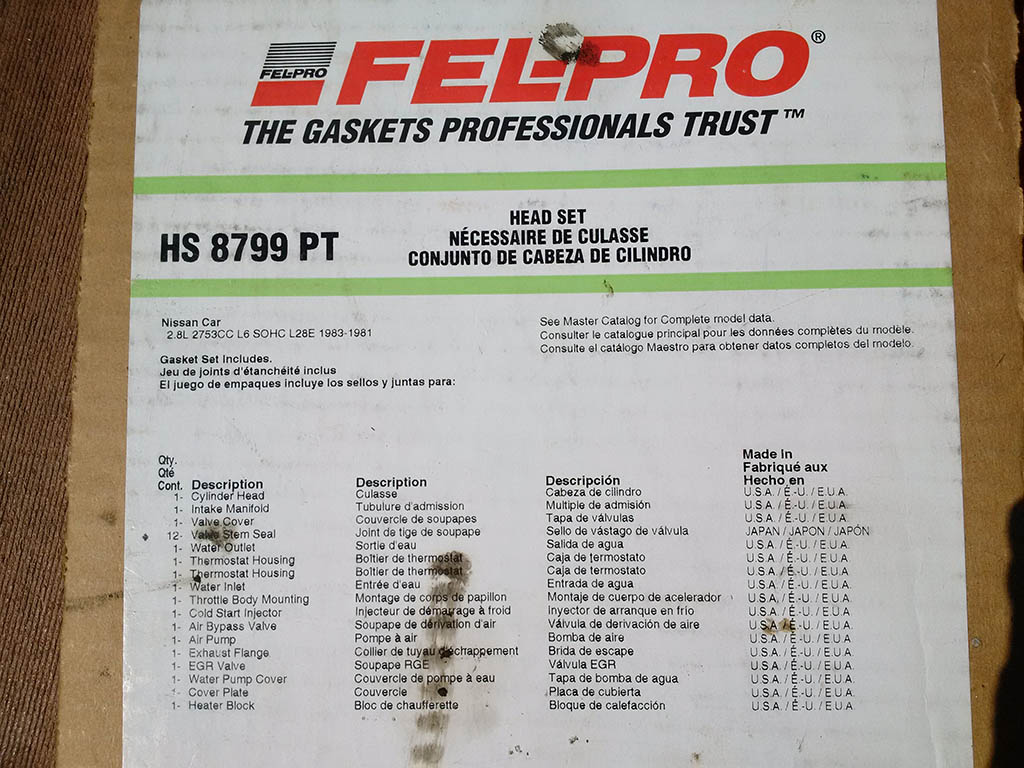 FEL-PRO
FEL-PRO®
THE GASKETS PROFESSIONALS TRUST™
HS 8799 PT
HEAD SET
NÉCESSAIRE DE CULASSE
CONJUNTO DE CABEZA DE CILINDRO
Nissan Car
2.8L 2753CC L6 SOHC L28E 1983-1981
See Master Catalog for Complete model data.
Consulter le catalogue principal pour les données complètes du modèle.
Consulte el catálogo Maestro para obtener datos completos del modelo.
Gasket Set Includes.
Jeu de joints d'étanchéité inclus
El juego de empaques incluye los sellos y juntas para:
Qty.
Qté
Cont. Description Description Descripción Made In
Fabriqué aux
Hecho en
1- Cylinder Head Culasse Cabeza de cilindro U.S.A. / É.-U. / E.U.A.
1- Intake Manifold Tubulure d'admission Multiple de admisión U.S.A. / É.-U. / E.U.A.
1- Valve Cover Couvercle de soupapes Tapa de válvulas U.S.A. / É.-U. / E.U.A.
12- Valve Stem Seal Joint de tige de soupape Sello de vástago de válvula JAPAN / JAPON / JAPÓN
1- Water Outlet Sortie d'eau Salida de agua U.S.A. / É.-U. / E.U.A.
1- Thermostat Housing Boîtier de thermostat Caja de termostato U.S.A. / É.-U. / E.U.A.
1- Thermostat Housing Boîtier de thermostat Caja de termostato U.S.A. / É.-U. / E.U.A.
1- Water Inlet Entrée d'eau Entrada de agua U.S.A. / É.-U. / E.U.A.
1- Throttle Body Mounting Montage de corps de papillon Montaje de cuerpo de acelerador U.S.A. / É.-U. / E.U.A.
1- Cold Start Injector Injecteur de démarrage à froid Inyector de arranque en frío U.S.A. / É.-U. / E.U.A.
1- Air Bypass Valve Soupape de dérivation d'air Válvula de derivación de aire U.S.A. / É.-U. / E.U.A.
1- Air Pump Pompe à air Bomba de aire U.S.A. / É.-U. / E.U.A.
1- Exhaust Flange Collier de tuyau d'échappement Brida de escape U.S.A. / É.-U. / E.U.A.
1- EGR Valve Soupape RGE Válvula EGR U.S.A. / É.-U. / E.U.A.
1- Water Pump Cover Couvercle de pompe à eau Tapa de bomba de agua U.S.A. / É.-U. / E.U.A.
1- Cover Plate Couvercle Placa de cubierta U.S.A. / É.-U. / E.U.A.
1- Heater Block Bloc de chaufferette Bloque de calefacción U.S.A. / É.-U. / E.U.A.